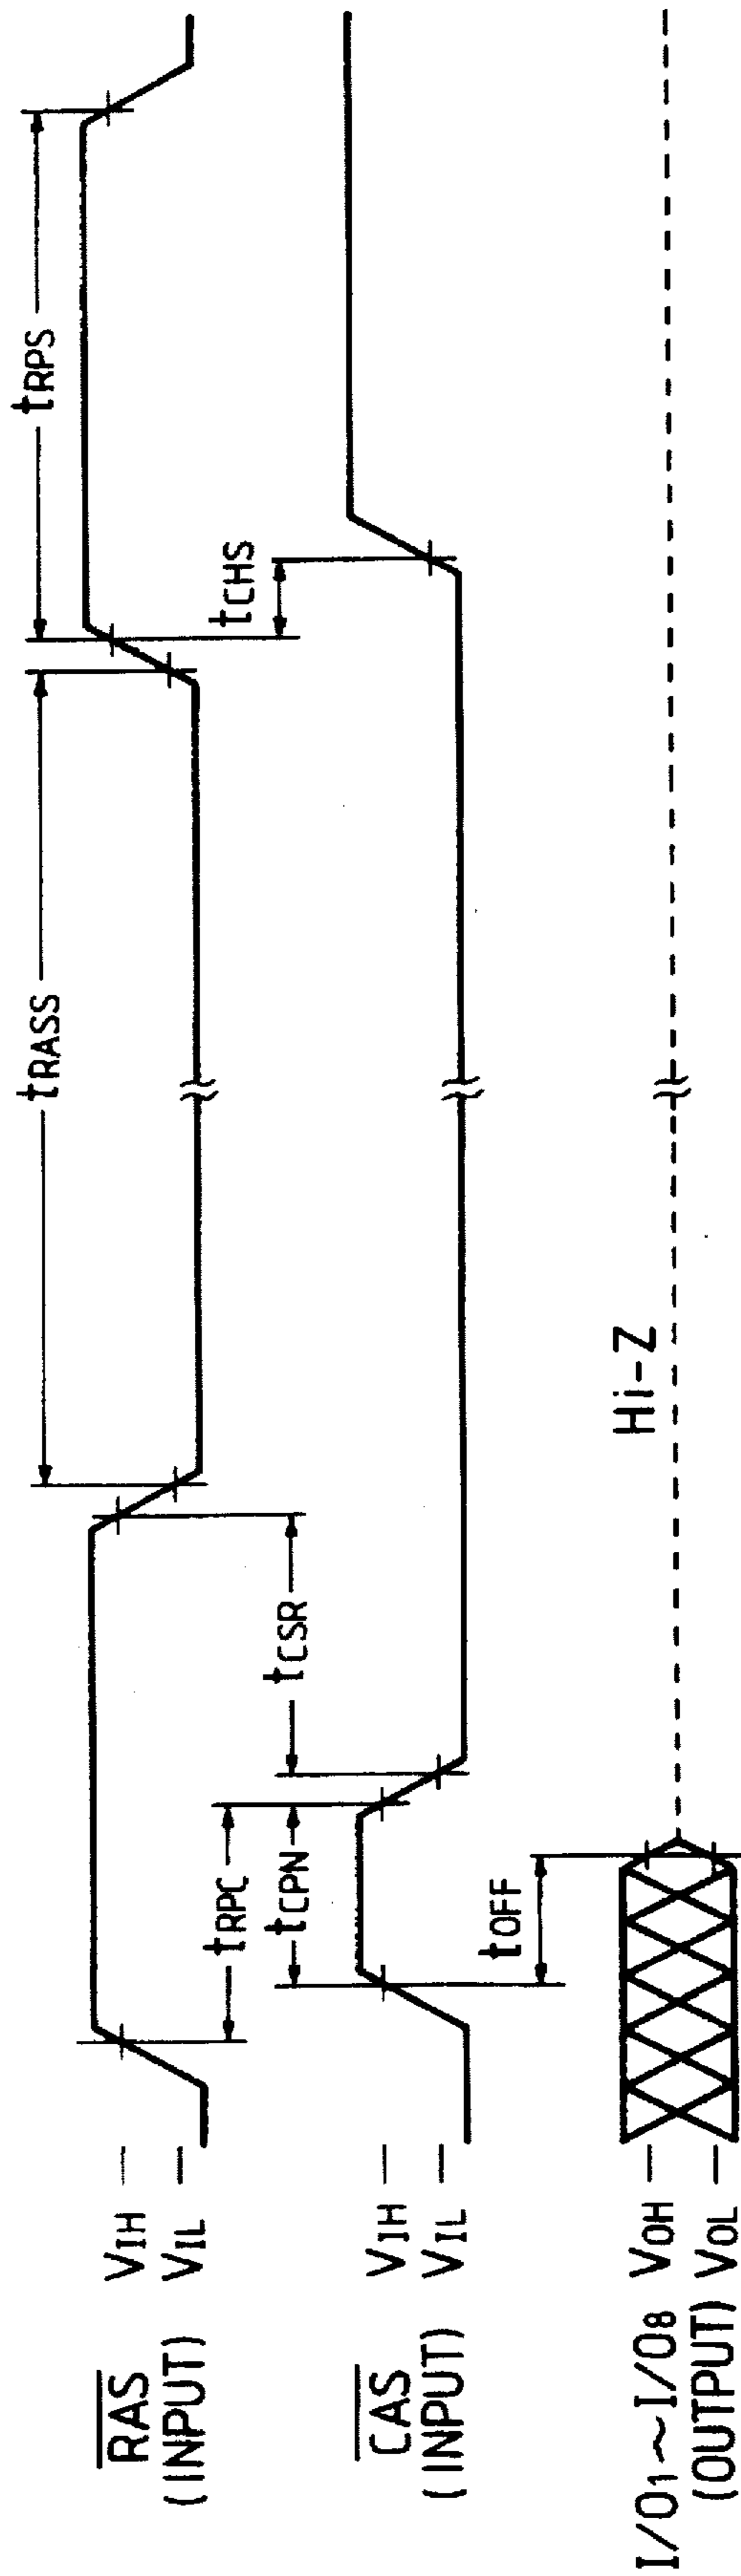 RAS
(INPUT)
VIH
VIL
tRPC
tRASS
tRPS
CAS
(INPUT)
VIH
VIL
tCPN
tCSR
tCHS
I/O1~I/O8
(OUTPUT)
VOH
VOL
tOFF
Hi-Z